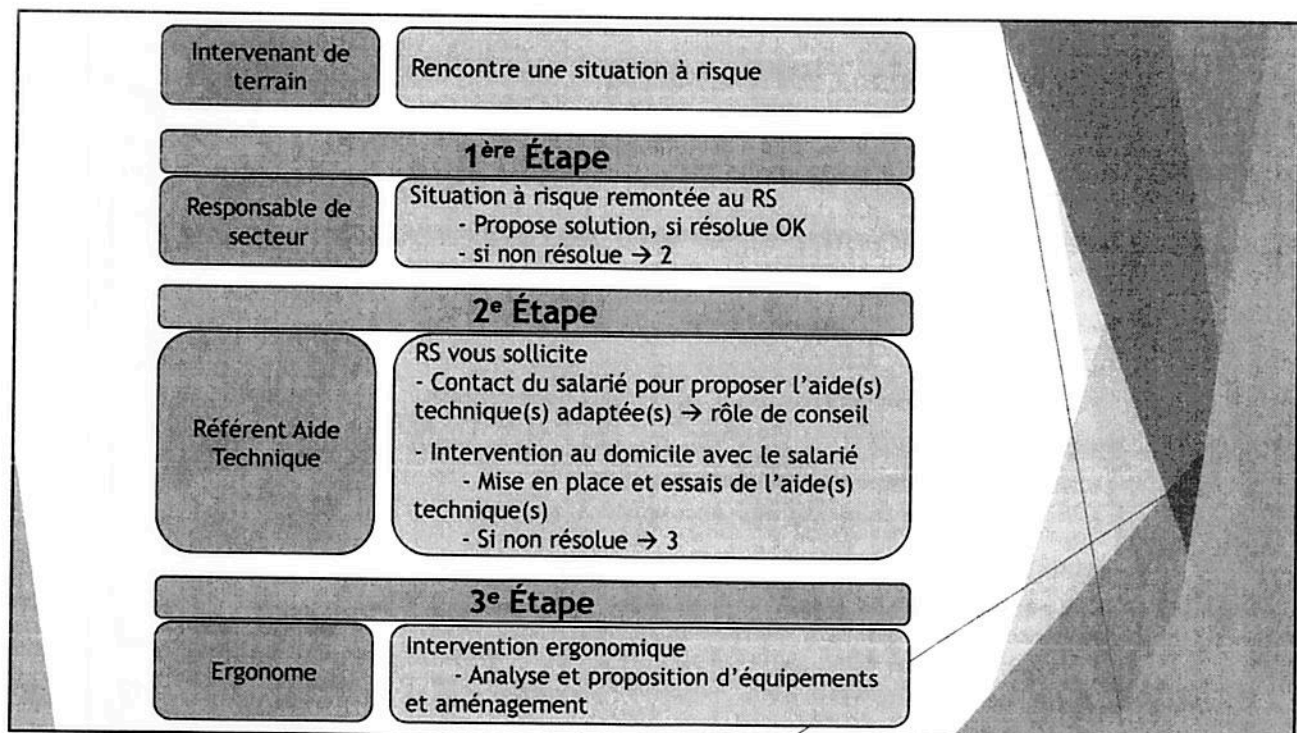 Intervenant de
terrain
Rencontre une situation à risque
1ère Étape
Responsable de
secteur
Situation à risque remontée au RS
- Propose solution, si résolue OK
- si non résolue → 2
2e Étape
Référent Aide
Technique
RS vous sollicite
- Contact du salarié pour proposer l'aide(s)
technique(s) adaptée(s) → rôle de conseil
- Intervention au domicile avec le salarié
- Mise en place et essais de l'aide(s)
technique(s)
- Si non résolue → 3
3e Étape
Ergonome
Intervention ergonomique
- Analyse et proposition d'équipements
et aménagement